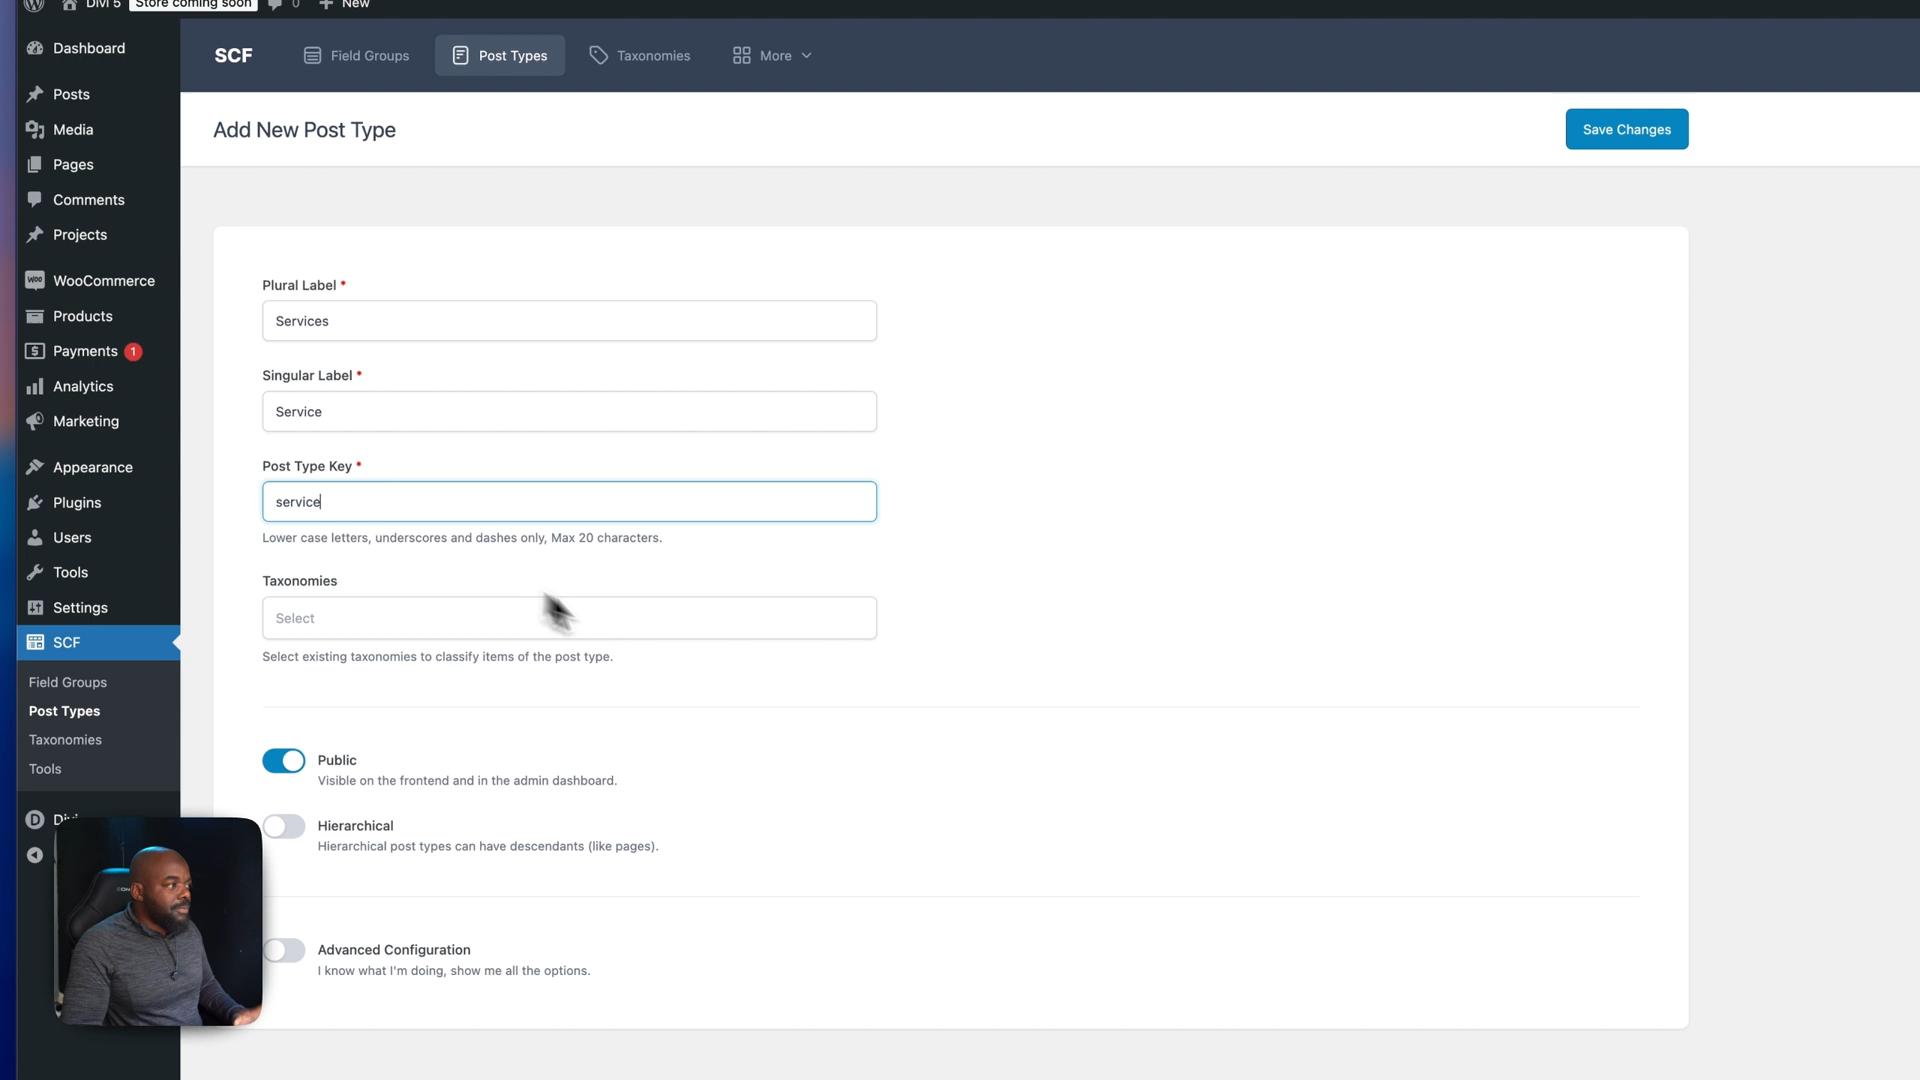 Divi 5
Store coming soon
0
New
Dashboard
Posts
Media
Pages
Comments
Projects
WooCommerce
Products
Payments 1
Analytics
Marketing
Appearance
Plugins
Users
Tools
Settings
SCF
Field Groups
Post Types
Taxonomies
Tools
Divi
SCF
Field Groups
Post Types
Taxonomies
More
Add New Post Type
Save Changes
Plural Label *
Services
Singular Label *
Service
Post Type Key *
service
Lower case letters, underscores and dashes only, Max 20 characters.
Taxonomies
Select
Select existing taxonomies to classify items of the post type.
Public
Visible on the frontend and in the admin dashboard.
Hierarchical
Hierarchical post types can have descendants (like pages).
Advanced Configuration
I know what I'm doing, show me all the options.